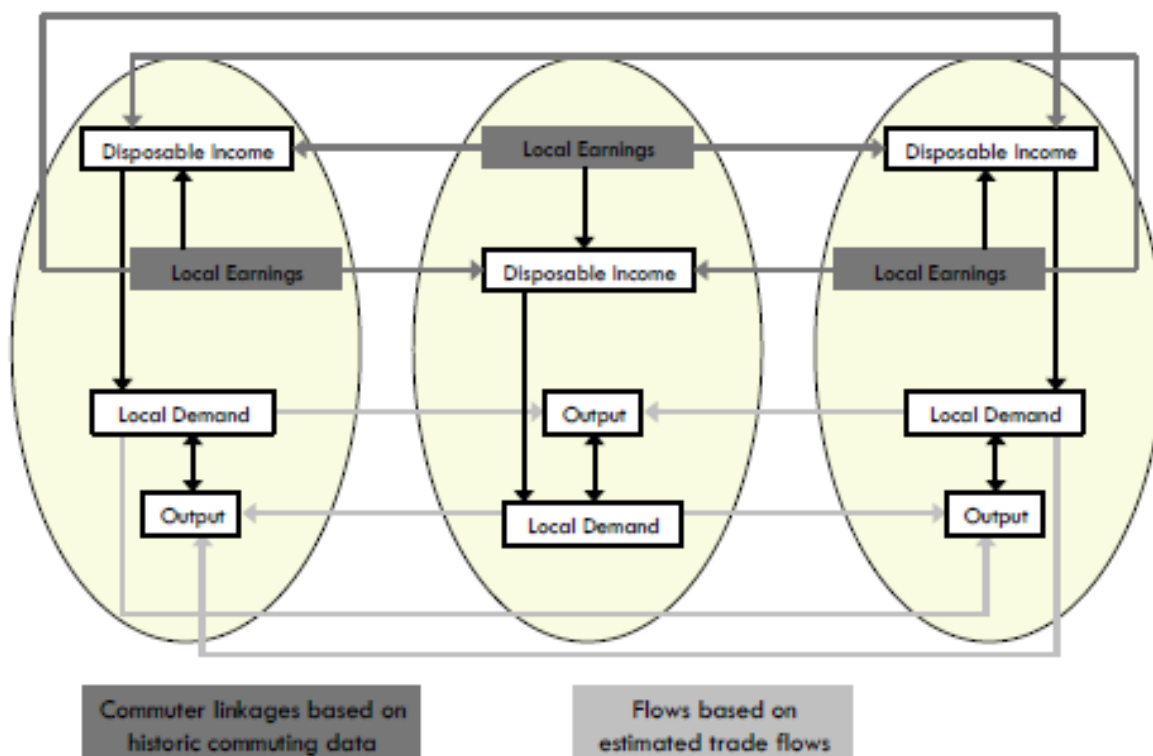 Disposable Income
Local Earnings
Disposable Income
Local Earnings
Disposable Income
Local Earnings
Local Demand
Output
Local Demand
Output
Local Demand
Output
Commuter linkages based on
historic commuting data
Flows based on
estimated trade flows